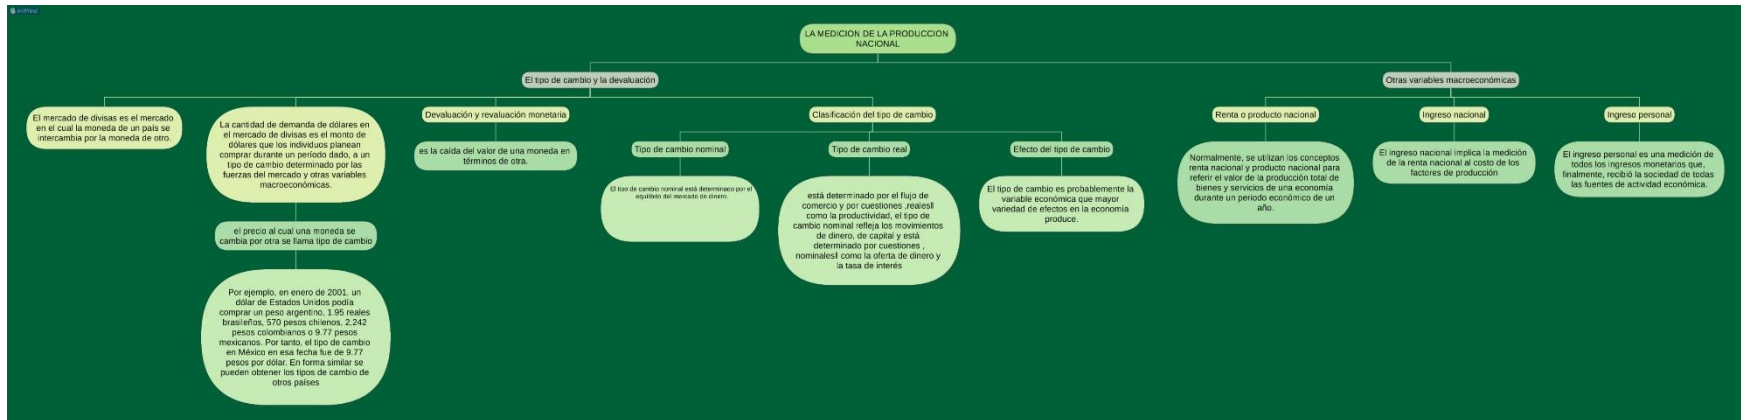 LA MEDICION DE LA PRODUCCION
NACIONAL
El tipo de cambio y la devaluación
Otras variables macroeconómicas
El mercado de divisas es el mercado
en el cual la moneda de un país se
intercambia por la moneda de otro.
La cantidad de demanda de dólares en
el mercado de divisas es el monto de
dólares que los individuos planean
comprar durante un período dado, a un
tipo de cambio determinado por las
fuerzas del mercado y otras variables
macroeconómicas.
el precio al cual una moneda se
cambia por otra se llama tipo de cambio
Por ejemplo, en enero de 2001. un
dólar de Estados Unidos podía
comprar un peso argentino, 1.95 reales
brasileños, 570 pesos chilenos, 2,242
pesos colombianos o 9.77 pesos
mexicanos. Por tanto, el tipo de cambio
en México en esa fecha fue de 9.77
pesos por dólar. En forma similar se
pueden obtener los tipos de cambio de
otros países
Devaluación y revaluación monetaria
es la caída del valor de una moneda en
términos de otra.
Clasificación del tipo de cambio
Tipo de cambio nominal
El tipo de cambio nominal está determinado por el
equilibrio del mercado de dinero.
Tipo de cambio real
está determinado por el flujo de
comercio y por cuestiones ,reales‖
como la productividad, el tipo de
cambio nominal refleja los movimientos
de dinero, de capital y está
determinado por cuestiones ,
nominales‖ como la oferta de dinero y
la tasa de interés
Efecto del tipo de cambio
El tipo de cambio es probablemente la
variable económica que mayor
variedad de efectos en la economía
produce.
Renta o producto nacional
Normalmente, se utilizan los conceptos
renta nacional y producto nacional para
referir el valor de la producción total de
bienes y servicios de una economía
durante un periodo económico de un
año.
Ingreso nacional
El ingreso nacional implica la medición
de la renta nacional al costo de los
factores de producción
Ingreso personal
El ingreso personal es una medición de
todos los ingresos monetarios que,
finalmente, recibió la sociedad de todas
las fuentes de actividad económica.